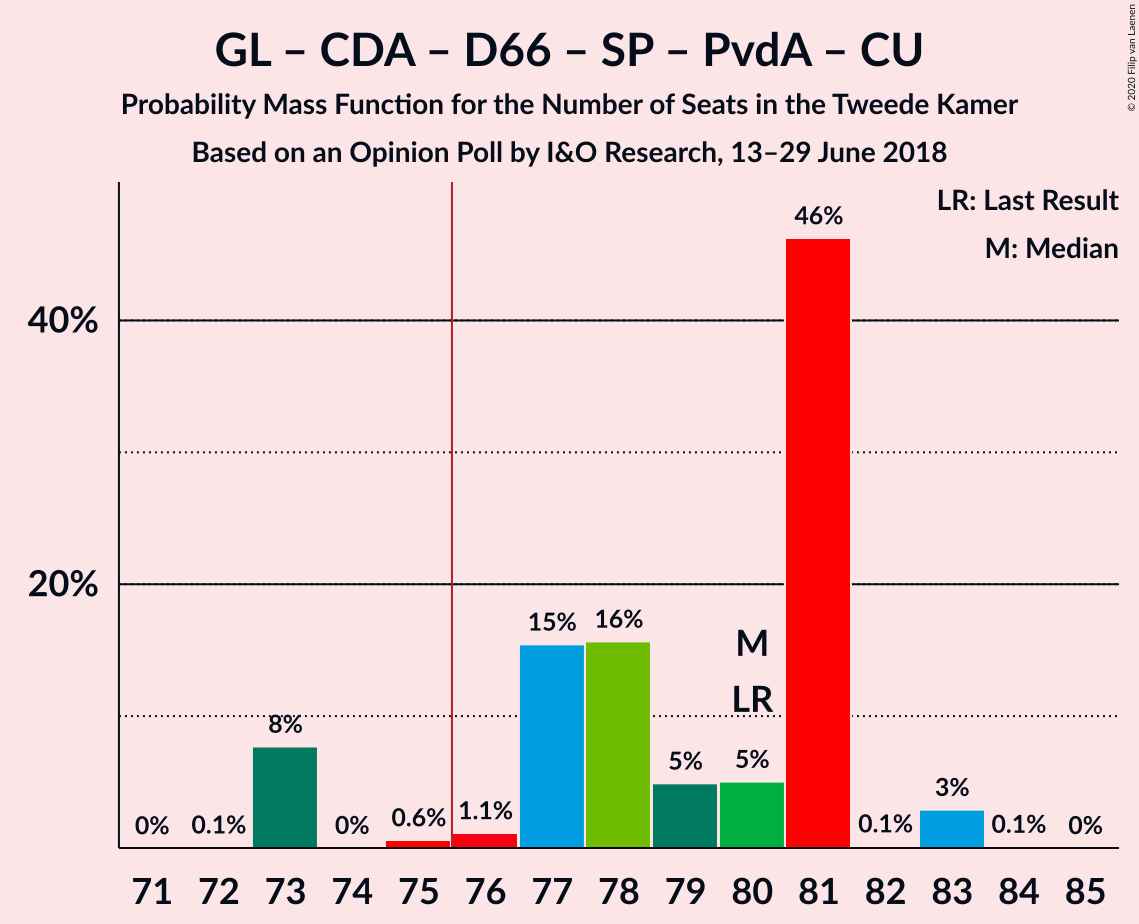 GL – CDA – D66 – SP – PvdA – CU
Probability Mass Function for the Number of Seats in the Tweede Kamer
Based on an Opinion Poll by I&O Research, 13–29 June 2018
© 2020 Filip van Laenen
LR: Last Result
M: Median
40%
20%
0%
0.1%
8%
0%
0.6%
1.1%
15%
16%
5%
5%
46%
0.1%
3%
0.1%
0%
M
LR
71 72 73 74 75 76 77 78 79 80 81 82 83 84 85